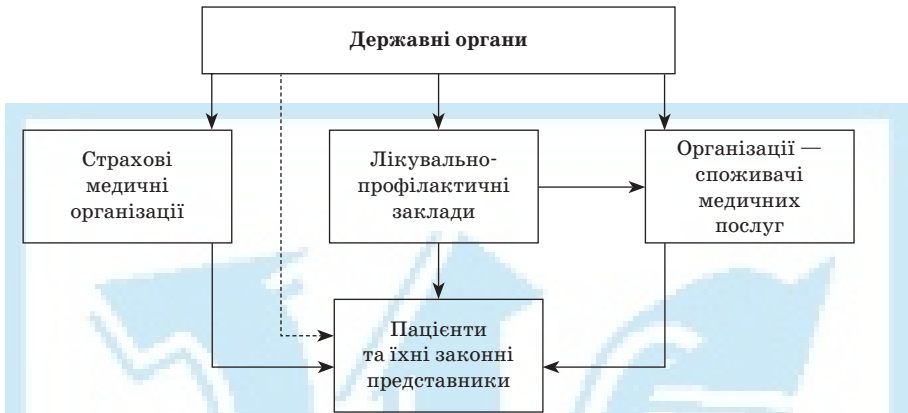 Державні органи
Страхові
медичні
організації
Лікувально-
профілактичні
заклади
Організації —
споживачі
медичних
послуг
Пацієнти
та їхні законні
представники